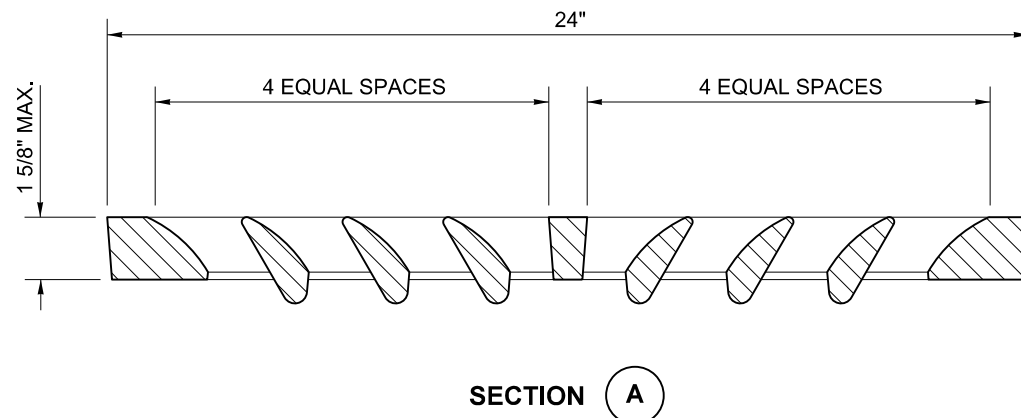 24"
4 EQUAL SPACES
4 EQUAL SPACES
1 5/8" MAX.
SECTION A